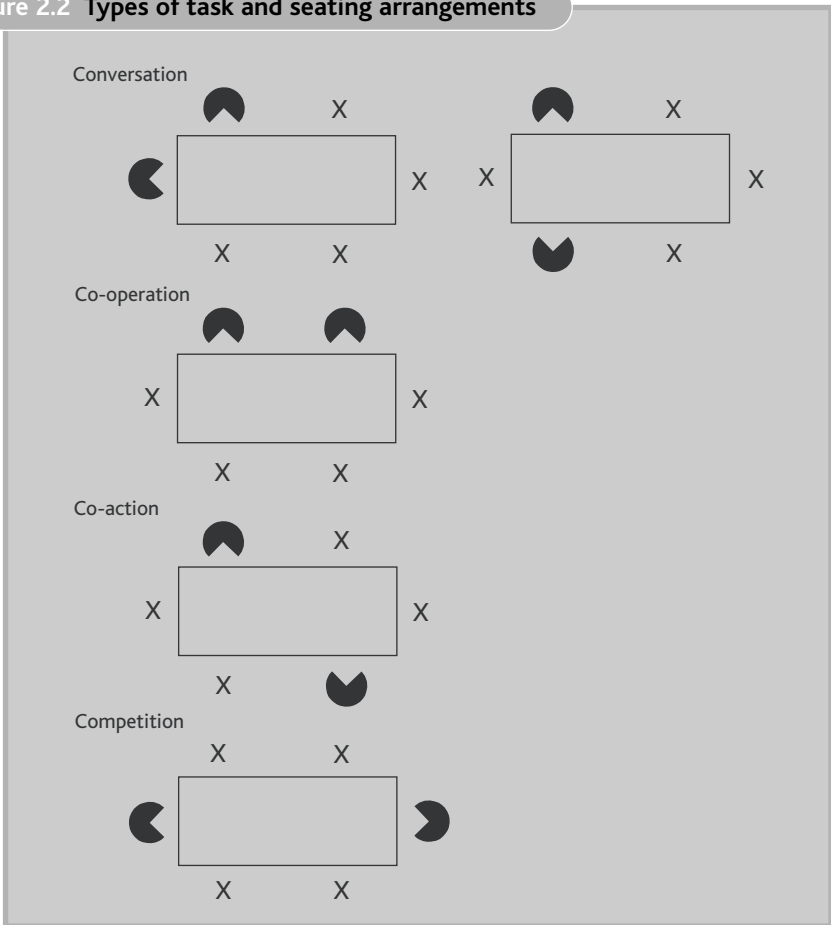 ure 2.2 Types of task and seating arrangements
Conversation
X X
X X X
X X X
Co-operation
X X
X X
Co-action
X
X X
X
Competition
X X
X X